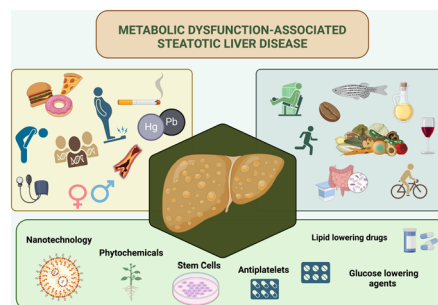 METABOLIC DYSFUNCTION-ASSOCIATED
STEATOTIC LIVER DISEASE
Hg
Pb
Nanotechnology
Phytochemicals
Stem Cells
Antiplatelets
Lipid lowering drugs
Glucose lowering
agents